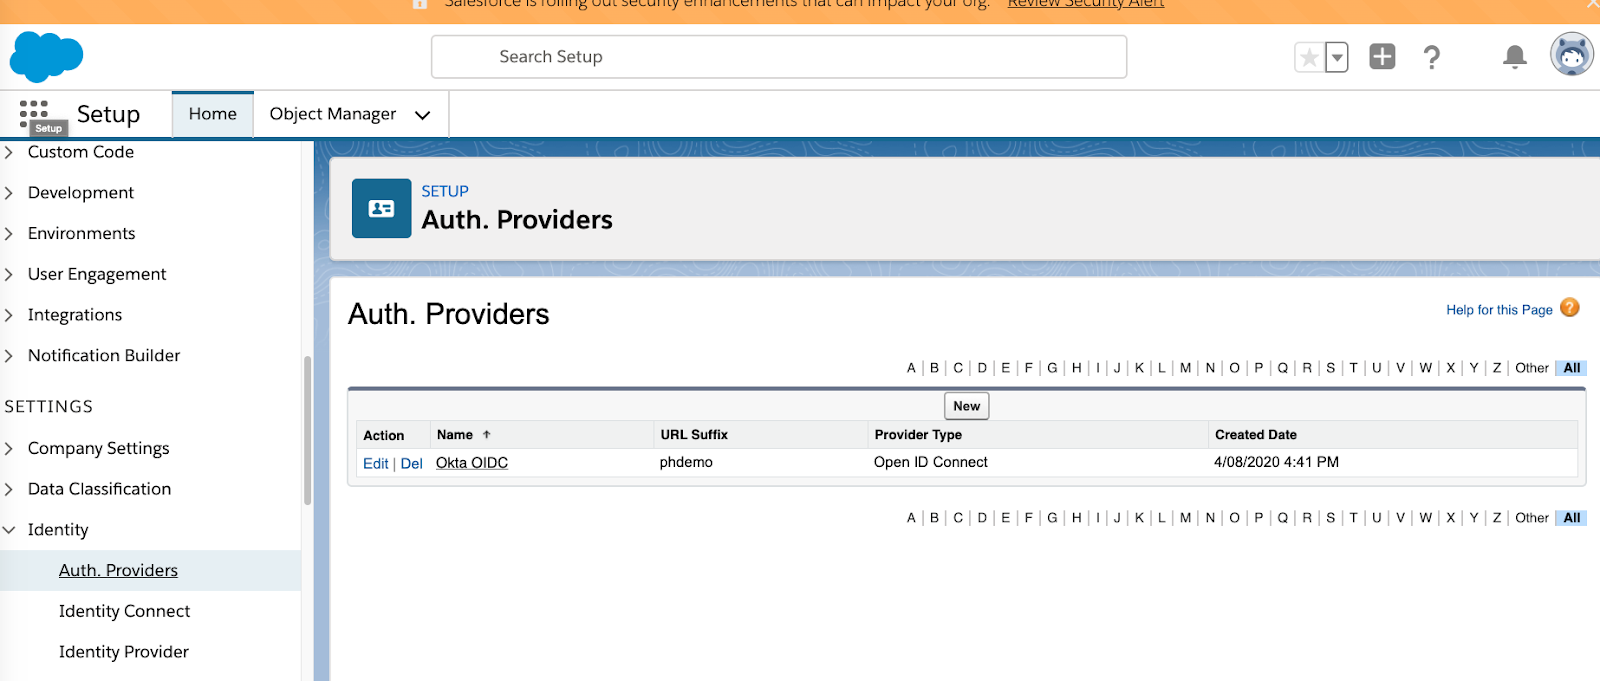 Salesforce is rolling out security enhancements that can impact your org. Review Security Alert
Search Setup
Setup
Setup
Home
Object Manager
Custom Code
Development
Environments
User Engagement
Integrations
Notification Builder
SETTINGS
Company Settings
Data Classification
Identity
Auth. Providers
Identity Connect
Identity Provider
SETUP
Auth. Providers
Auth. Providers
Help for this Page ?
A | B | C | D | E | F | G | H | I | J | K | L | M | N | O | P | Q | R | S | T | U | V | W | X | Y | Z | Other | All
New
Action Name ↑ URL Suffix Provider Type Created Date
Edit | Del Okta OIDC phdemo Open ID Connect 4/08/2020 4:41 PM
A | B | C | D | E | F | G | H | I | J | K | L | M | N | O | P | Q | R | S | T | U | V | W | X | Y | Z | Other | All